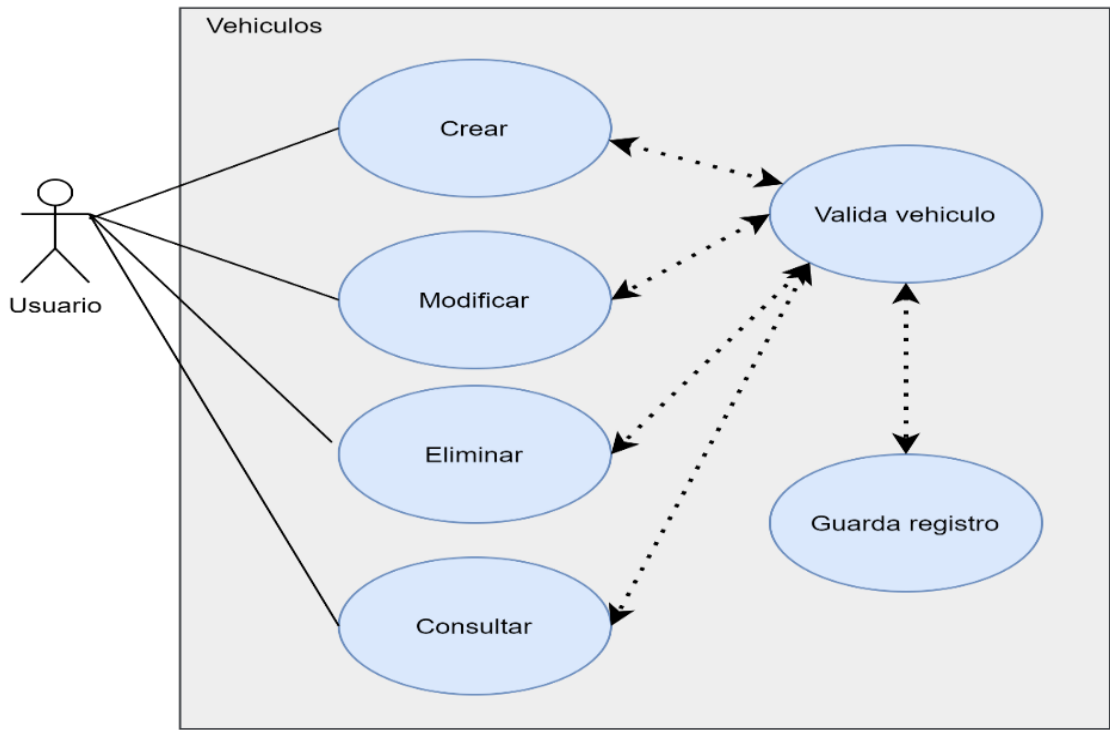 Vehiculos
Crear
Valida vehiculo
Modificar
Usuario
Eliminar
Guarda registro
Consultar